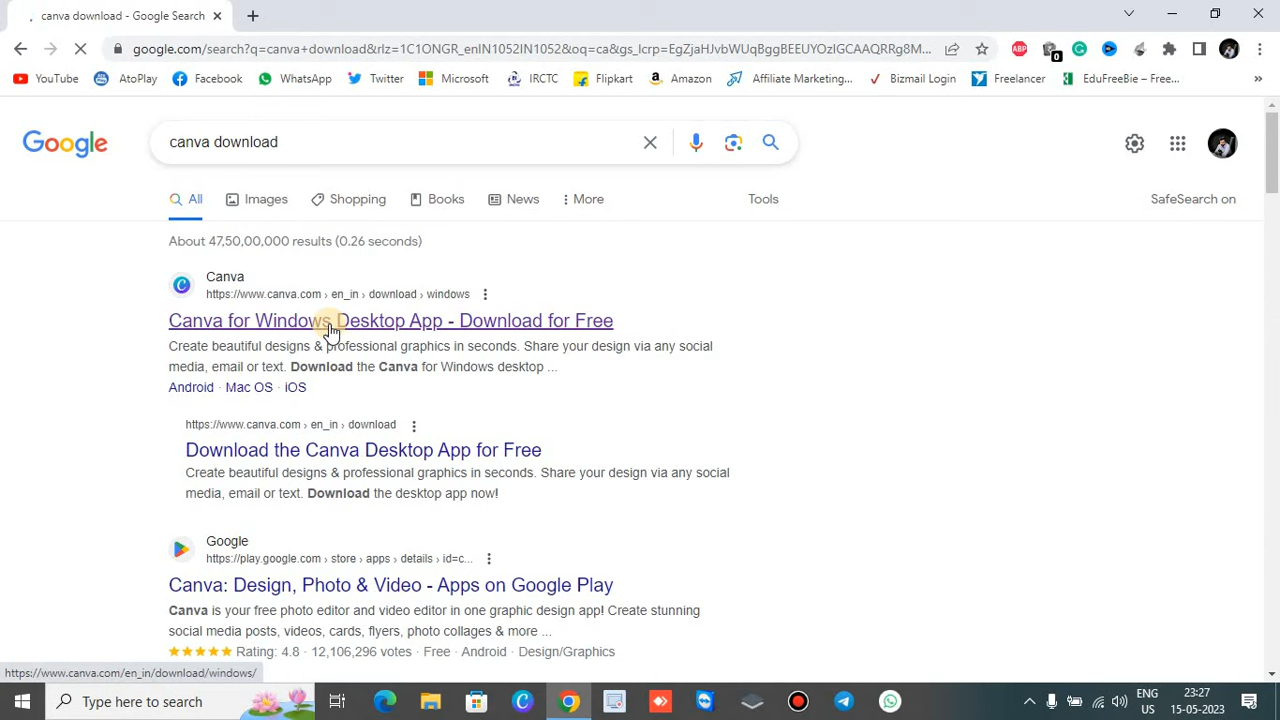 canva download - Google Search
google.com/search?q=canva+download&rlz=1C1ONGR_enIN1052IN1052&oq=ca&gs_lcrp=EgZjaHJvbWUqBggBEEUYOzIGCAAQRRg8M...
ABP
0
YouTube AtoPlay Facebook WhatsApp Twitter Microsoft IRCTC Flipkart Amazon Affiliate Marketing... Bizmail Login Freelancer EduFreeBie – Free... »
Google
canva download
All Images Shopping Books News More Tools SafeSearch on
About 47,50,00,000 results (0.26 seconds)
Canva
https://www.canva.com › en_in › download › windows
Canva for Windows Desktop App - Download for Free
Create beautiful designs & professional graphics in seconds. Share your design via any social
media, email or text. Download the Canva for Windows desktop ...
Android · Mac OS · iOS
https://www.canva.com › en_in › download
Download the Canva Desktop App for Free
Create beautiful designs & professional graphics in seconds. Share your design via any social
media, email or text. Download the desktop app now!
Google
https://play.google.com › store › apps › details › id=c...
Canva: Design, Photo & Video - Apps on Google Play
Canva is your free photo editor and video editor in one graphic design app! Create stunning
social media posts, videos, cards, flyers, photo collages & more ...
Rating: 4.8 · 12,106,296 votes · Free · Android · Design/Graphics
https://www.canva.com/en_in/download/windows/
Type here to search
ENG
US
23:27
15-05-2023